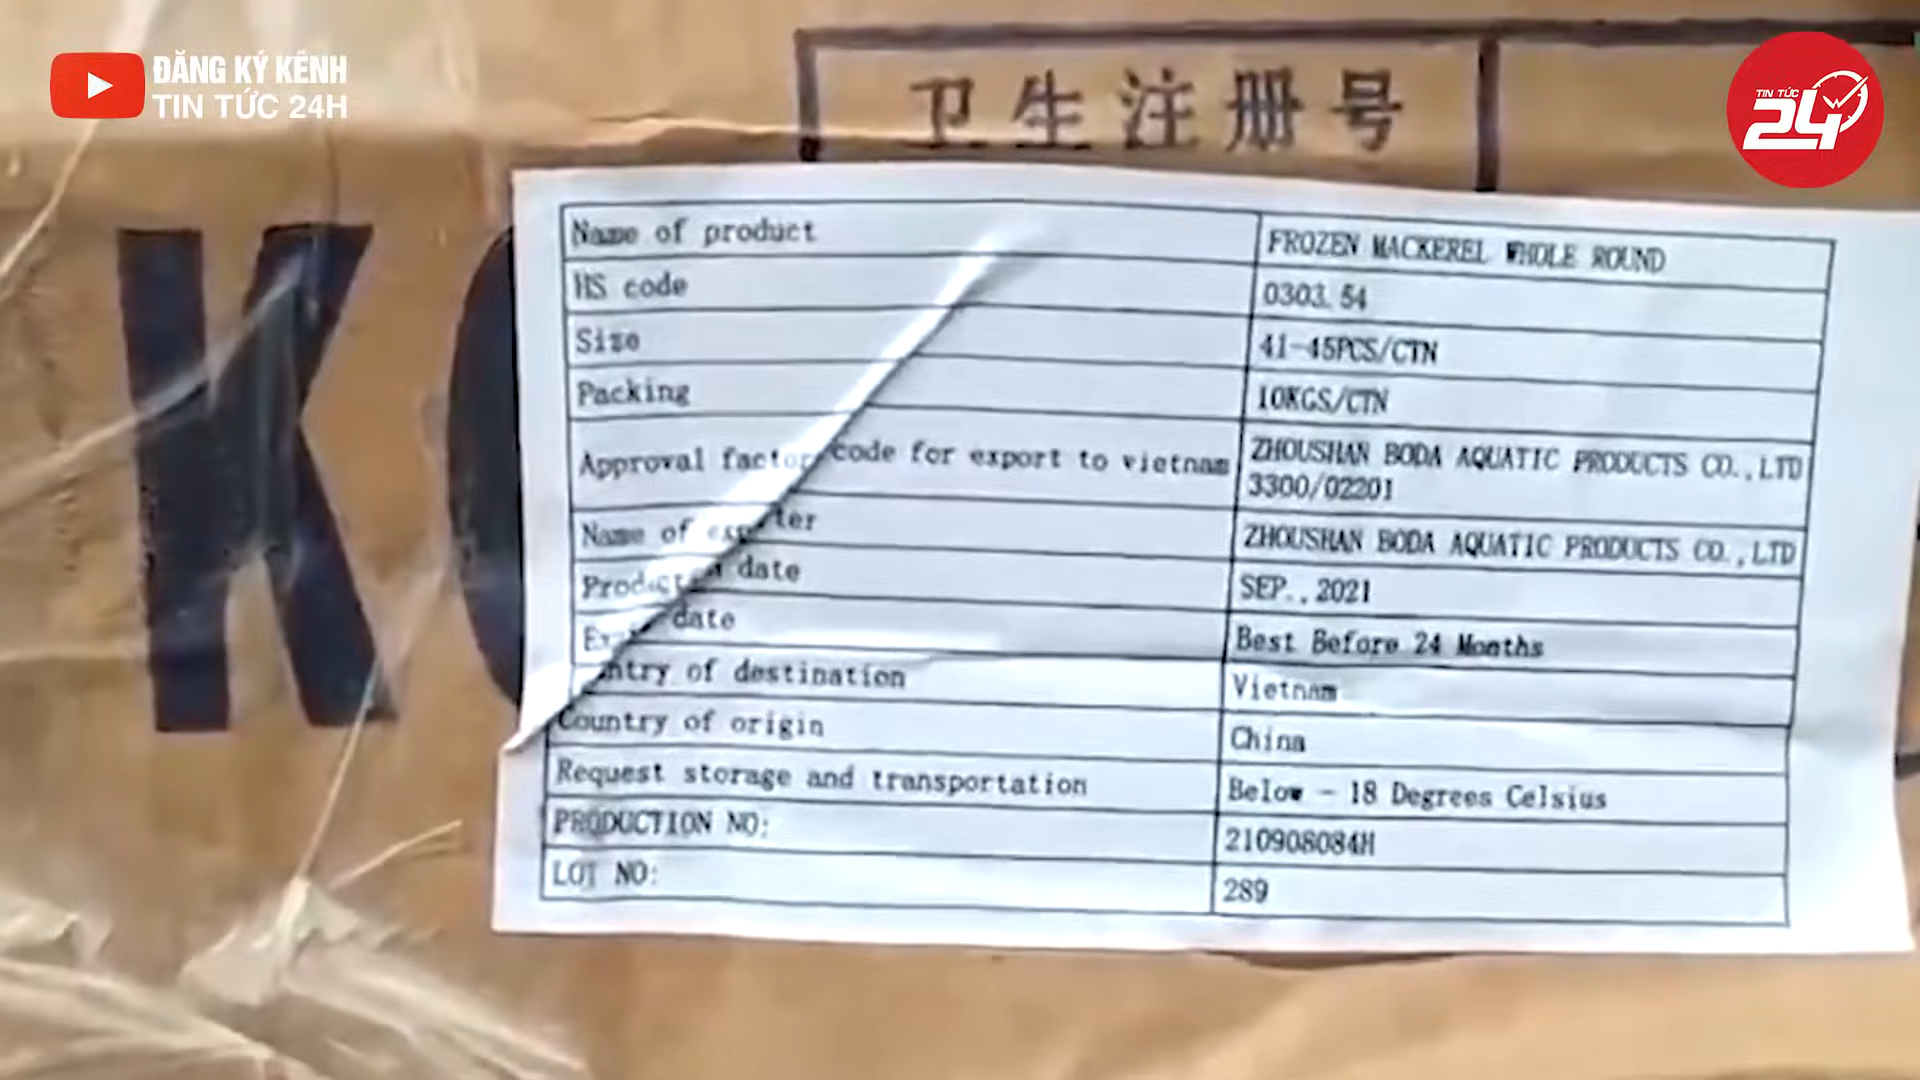 ĐĂNG KÝ KÊNH
TIN TỨC 24H
TIN TỨC
24
卫生注册号
K
Name of product FROZEN MACKEREL WHOLE ROUND
HS code 0303.54
Size 41-45PCS/CTN
Packing 10KGS/CTN
Approval factory code for export to vietnam ZHOUSHAN BODA AQUATIC PRODUCTS CO.,LTD
3300/02201
Name of exporter ZHOUSHAN BODA AQUATIC PRODUCTS CO.,LTD
Production date SEP.,2021
date Best Before 24 Months
ntry of destination Vietnam
Country of origin China
Request storage and transportation Below - 18 Degrees Celsius
PRODUCTION NO: 210908084H
LOT NO: 289